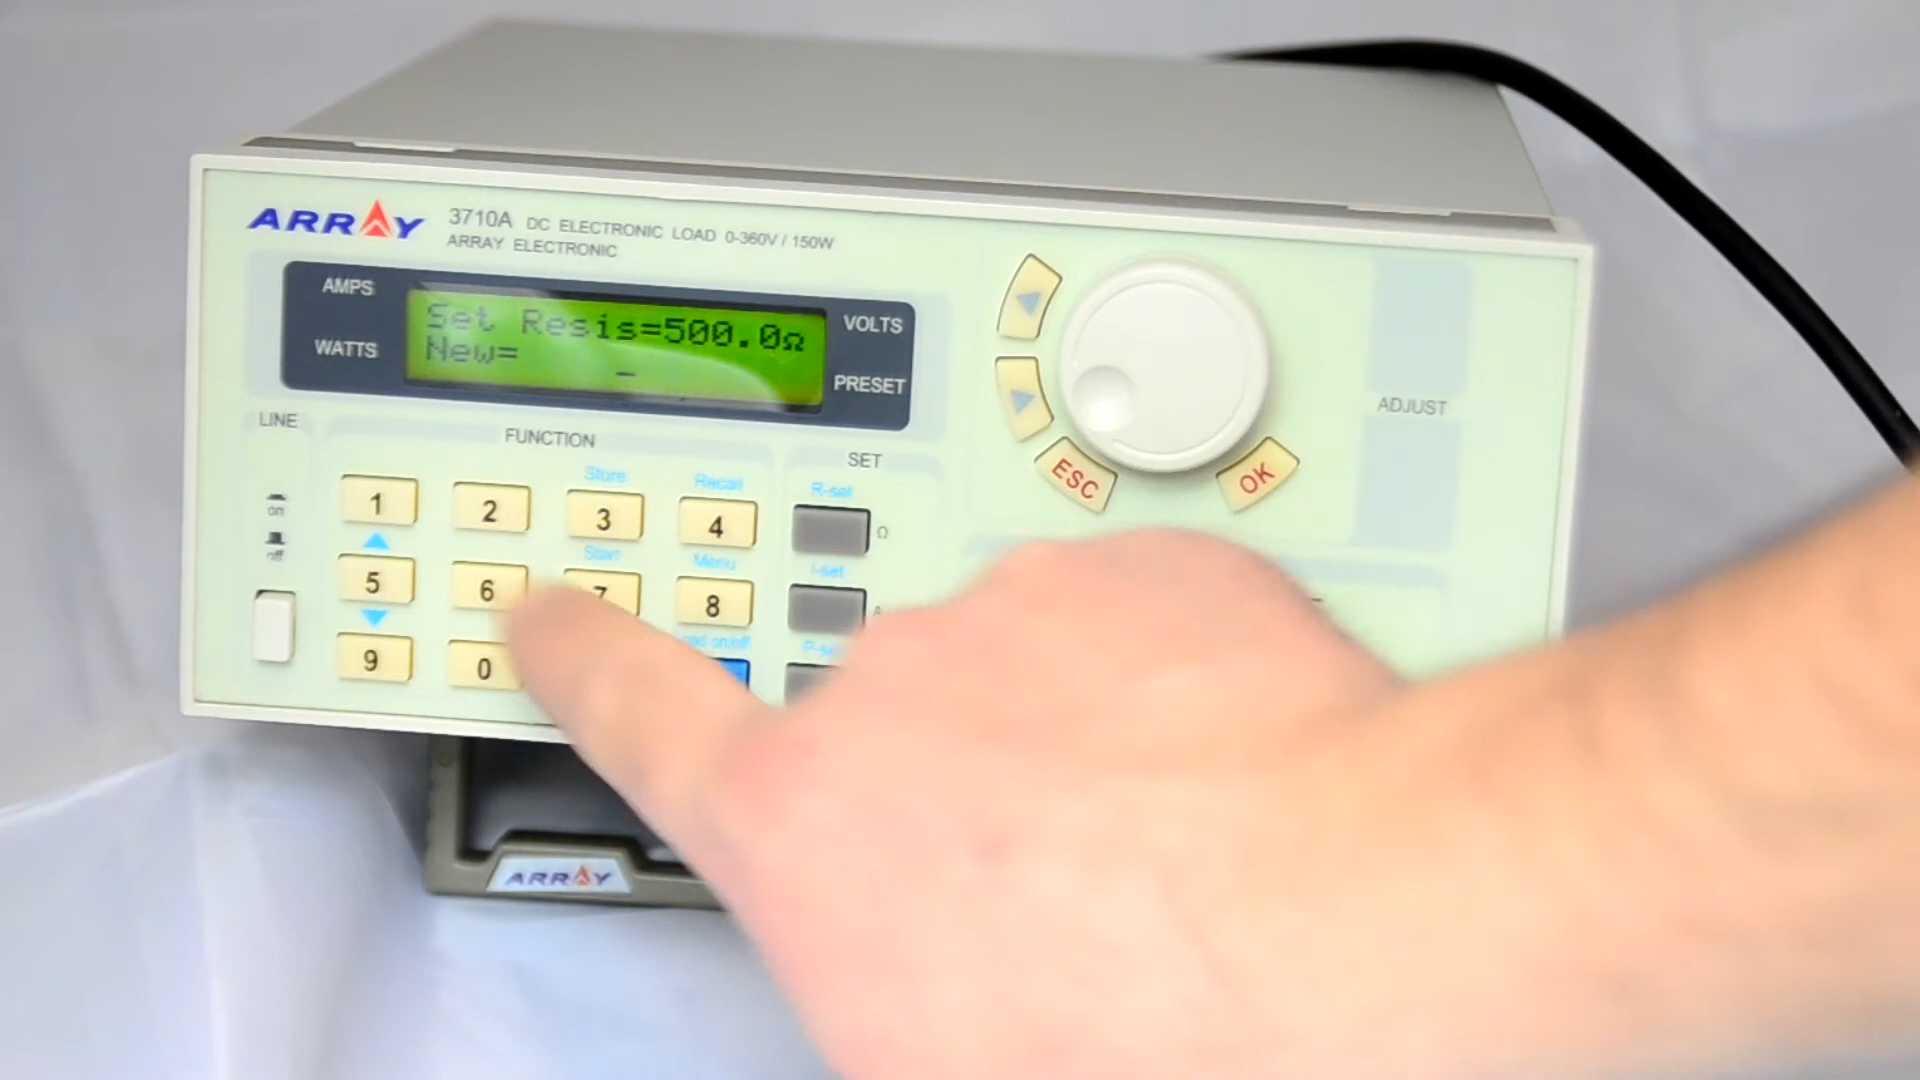 ARRAY 3710A DC ELECTRONIC LOAD 0-360V / 150W
ARRAY ELECTRONIC
AMPS
VOLTS
WATTS
PRESET
Set Resis=500.0Ω
New= _
LINE
FUNCTION
SET
ADJUST
ESC
OK
on
off
Store
Recall
R-set
1
2
3
4
Ω
Start
Menu
I-set
5
6
7
8
9
0
ARRAY